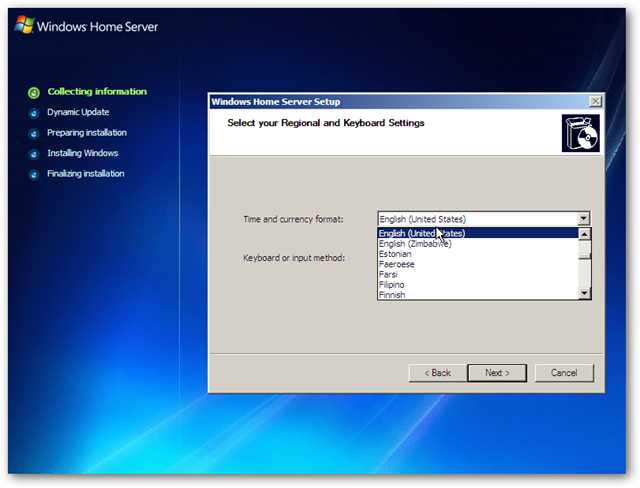 Windows Home Server
Collecting information
Dynamic Update
Preparing installation
Installing Windows
Finalizing installation
Windows Home Server Setup
Select your Regional and Keyboard Settings
Time and currency format:
English (United States)
English (United States)
English (Zimbabwe)
Estonian
Faeroese
Farsi
Filipino
Finnish
Keyboard or input method:
< Back
Next >
Cancel